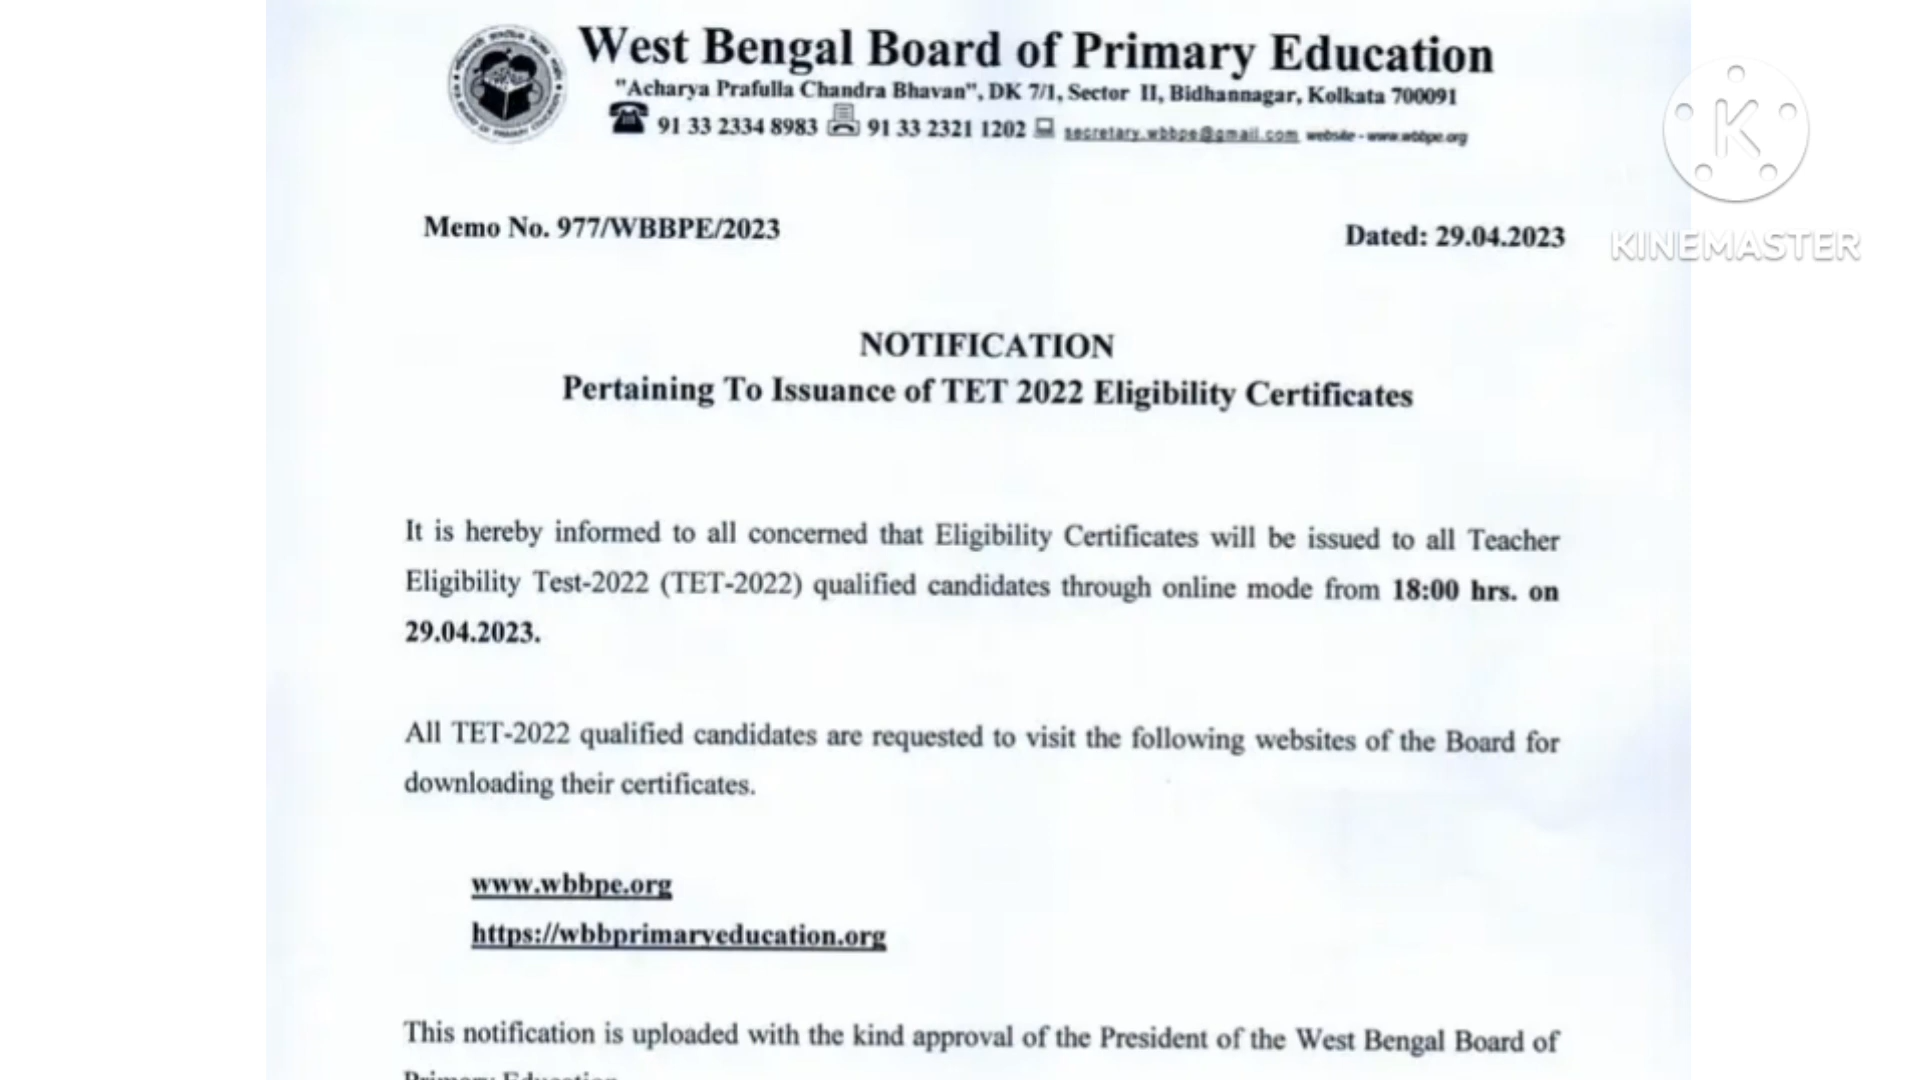 West Bengal Board of Primary Education
"Acharya Prafulla Chandra Bhavan", DK 7/1, Sector II, Bidhannagar, Kolkata 700091
91 33 2334 8983 91 33 2321 1202 secretary.wbbpe@gmail.com website - www.wbbpe.org
KINEMASTER
Memo No. 977/WBBPE/2023 Dated: 29.04.2023
NOTIFICATION
Pertaining To Issuance of TET 2022 Eligibility Certificates
It is hereby informed to all concerned that Eligibility Certificates will be issued to all Teacher
Eligibility Test-2022 (TET-2022) qualified candidates through online mode from 18:00 hrs. on
29.04.2023.
All TET-2022 qualified candidates are requested to visit the following websites of the Board for
downloading their certificates.
www.wbbpe.org
https://wbbprimaryeducation.org
This notification is uploaded with the kind approval of the President of the West Bengal Board of
Primary Education